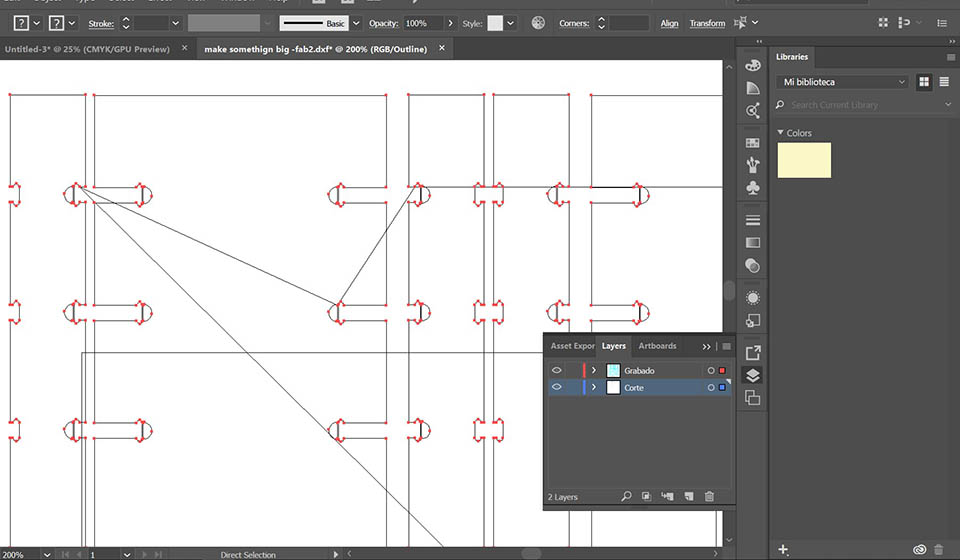 Stroke: Basic Opacity: 100% Style: Corners: Align Transform
Untitled-3* @ 25% (CMYK/GPU Preview) × make somethign big -fab2.dxf* @ 200% (RGB/Outline) ×
Libraries
Mi biblioteca
Search Current Library
Colors
Asset Expor Layers Artboards
Grabado
Corte
2 Layers
200% 1 Direct Selection